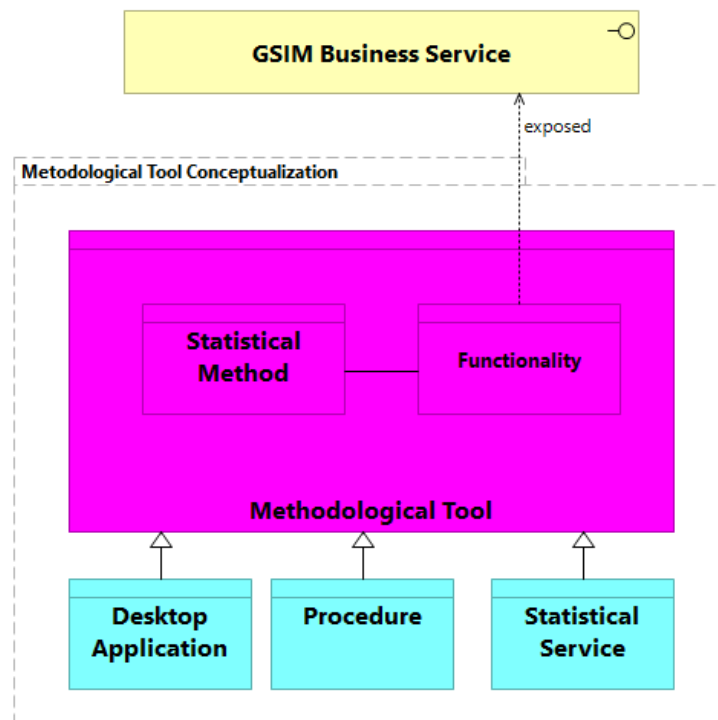 GSIM Business Service
exposed
Metodological Tool Conceptualization
Statistical
Method
Functionality
Methodological Tool
Desktop
Application
Procedure
Statistical
Service